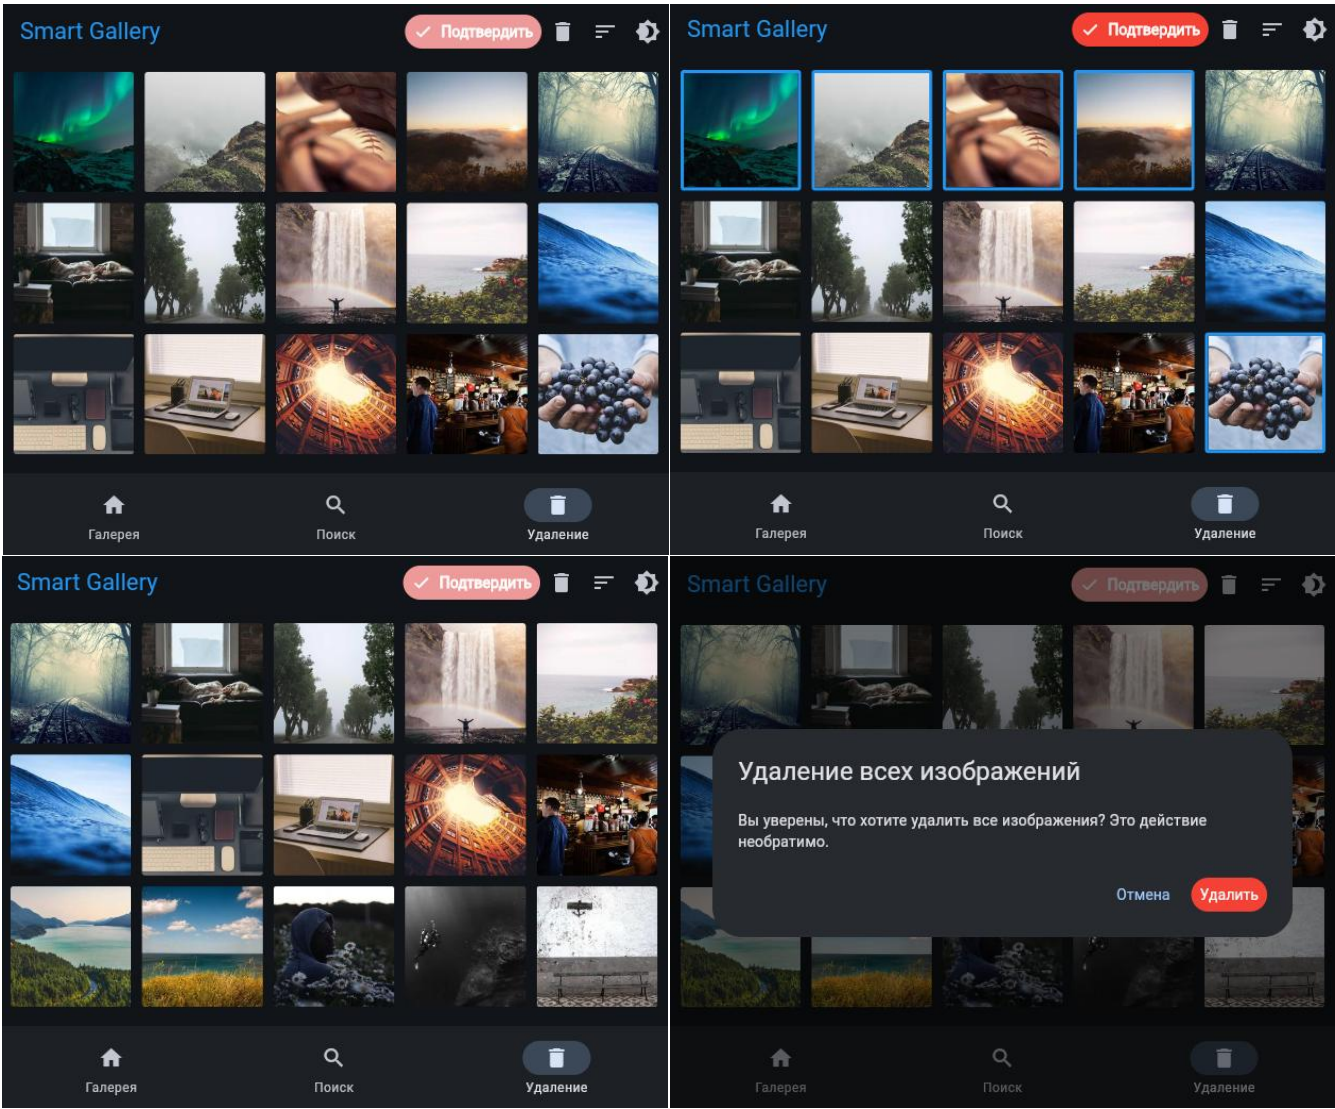 Smart Gallery
Подтвердить
Галерея
Поиск
Удаление
Smart Gallery
Подтвердить
Галерея
Поиск
Удаление
Smart Gallery
Подтвердить
Галерея
Поиск
Удаление
Smart Gallery
Подтвердить
Удаление всех изображений
Вы уверены, что хотите удалить все изображения? Это действие
необратимо.
Отмена
Удалить
Галерея
Поиск
Удаление